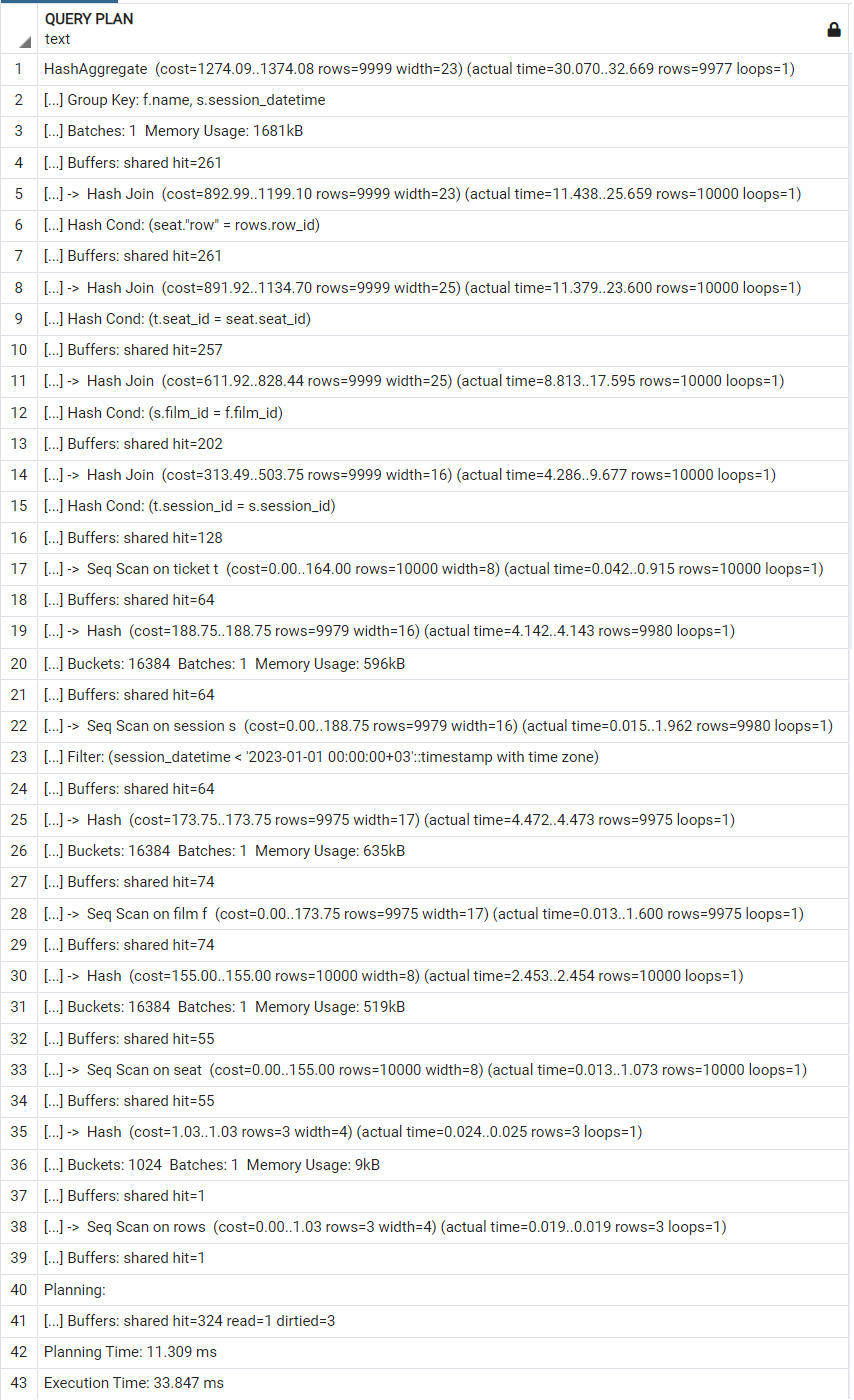 QUERY PLAN
text
1 HashAggregate (cost=1274.09..1374.08 rows=9999 width=23) (actual time=30.070..32.669 rows=9977 loops=1)
2 [...] Group Key: f.name, s.session_datetime
3 [...] Batches: 1 Memory Usage: 1681kB
4 [...] Buffers: shared hit=261
5 [...] -> Hash Join (cost=892.99..1199.10 rows=9999 width=23) (actual time=11.438..25.659 rows=10000 loops=1)
6 [...] Hash Cond: (seat."row" = rows.row_id)
7 [...] Buffers: shared hit=261
8 [...] -> Hash Join (cost=891.92..1134.70 rows=9999 width=25) (actual time=11.379..23.600 rows=10000 loops=1)
9 [...] Hash Cond: (t.seat_id = seat.seat_id)
10 [...] Buffers: shared hit=257
11 [...] -> Hash Join (cost=611.92..828.44 rows=9999 width=25) (actual time=8.813..17.595 rows=10000 loops=1)
12 [...] Hash Cond: (s.film_id = f.film_id)
13 [...] Buffers: shared hit=202
14 [...] -> Hash Join (cost=313.49..503.75 rows=9999 width=16) (actual time=4.286..9.677 rows=10000 loops=1)
15 [...] Hash Cond: (t.session_id = s.session_id)
16 [...] Buffers: shared hit=128
17 [...] -> Seq Scan on ticket t (cost=0.00..164.00 rows=10000 width=8) (actual time=0.042..0.915 rows=10000 loops=1)
18 [...] Buffers: shared hit=64
19 [...] -> Hash (cost=188.75..188.75 rows=9979 width=16) (actual time=4.142..4.143 rows=9980 loops=1)
20 [...] Buckets: 16384 Batches: 1 Memory Usage: 596kB
21 [...] Buffers: shared hit=64
22 [...] -> Seq Scan on session s (cost=0.00..188.75 rows=9979 width=16) (actual time=0.015..1.962 rows=9980 loops=1)
23 [...] Filter: (session_datetime < '2023-01-01 00:00:00+03'::timestamp with time zone)
24 [...] Buffers: shared hit=64
25 [...] -> Hash (cost=173.75..173.75 rows=9975 width=17) (actual time=4.472..4.473 rows=9975 loops=1)
26 [...] Buckets: 16384 Batches: 1 Memory Usage: 635kB
27 [...] Buffers: shared hit=74
28 [...] -> Seq Scan on film f (cost=0.00..173.75 rows=9975 width=17) (actual time=0.013..1.600 rows=9975 loops=1)
29 [...] Buffers: shared hit=74
30 [...] -> Hash (cost=155.00..155.00 rows=10000 width=8) (actual time=2.453..2.454 rows=10000 loops=1)
31 [...] Buckets: 16384 Batches: 1 Memory Usage: 519kB
32 [...] Buffers: shared hit=55
33 [...] -> Seq Scan on seat (cost=0.00..155.00 rows=10000 width=8) (actual time=0.013..1.073 rows=10000 loops=1)
34 [...] Buffers: shared hit=55
35 [...] -> Hash (cost=1.03..1.03 rows=3 width=4) (actual time=0.024..0.025 rows=3 loops=1)
36 [...] Buckets: 1024 Batches: 1 Memory Usage: 9kB
37 [...] Buffers: shared hit=1
38 [...] -> Seq Scan on rows (cost=0.00..1.03 rows=3 width=4) (actual time=0.019..0.019 rows=3 loops=1)
39 [...] Buffers: shared hit=1
40 Planning:
41 [...] Buffers: shared hit=324 read=1 dirtied=3
42 Planning Time: 11.309 ms
43 Execution Time: 33.847 ms